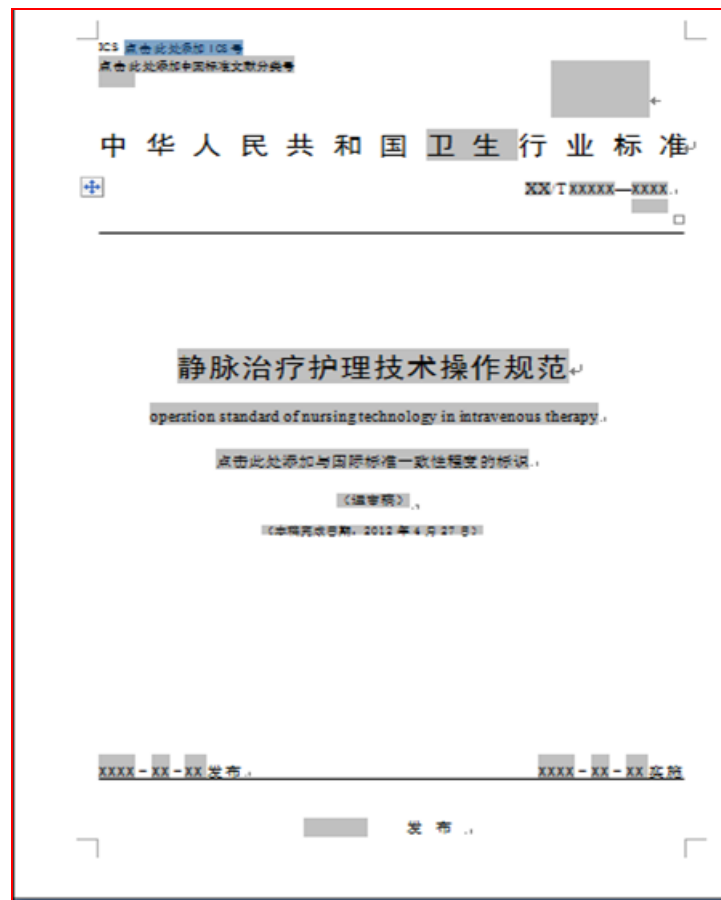 ICS 点击此处添加 ICS 号
点击此处添加中国标准文献分类号
中华人民共和国卫生行业标准
XX/T XXXXX—XXXX
静脉治疗护理技术操作规范
operation standard of nursing technology in intravenous therapy
点击此处添加与国际标准一致性程度的标识
（送审稿）
（本稿完成日期：2012 年 4 月 27 日）
XXXX - XX - XX 发布
XXXX - XX - XX 实施
发 布